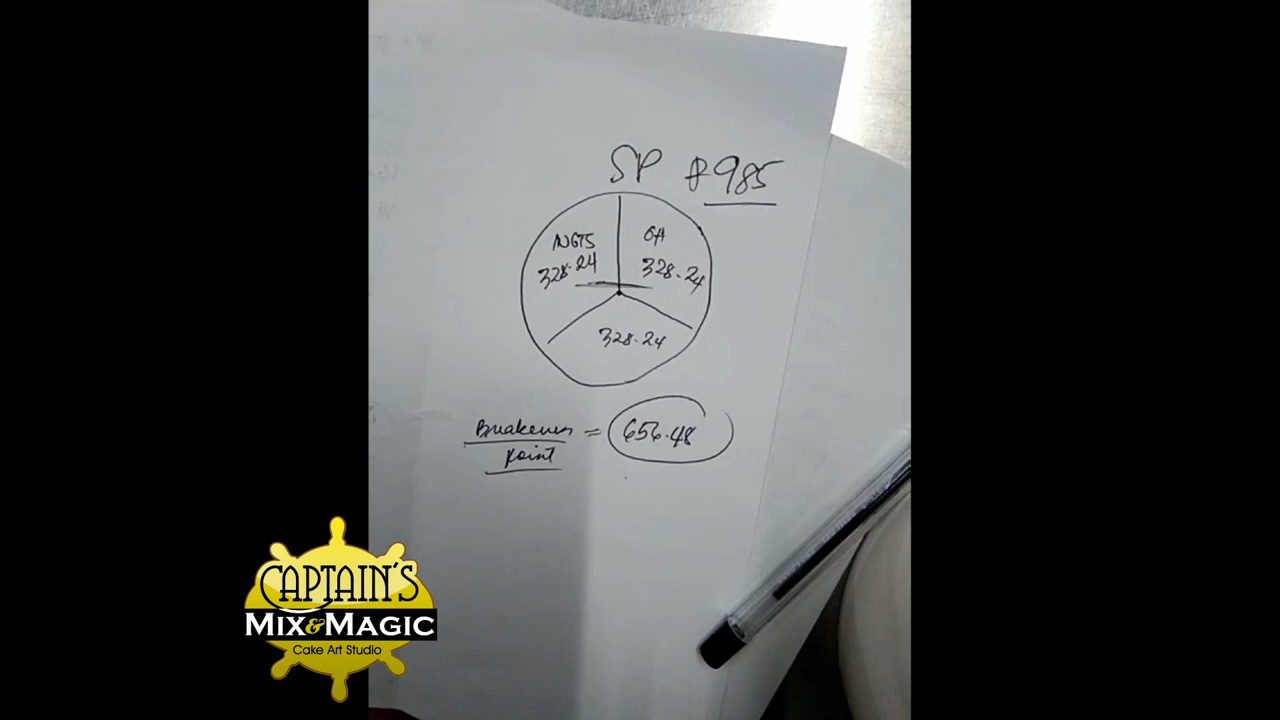 SP ₱985
INGTS OH
328.24 328.24
328.24
Breakeven = 656.48
point
CAPTAIN'S
MIX&MAGIC
Cake Art Studio